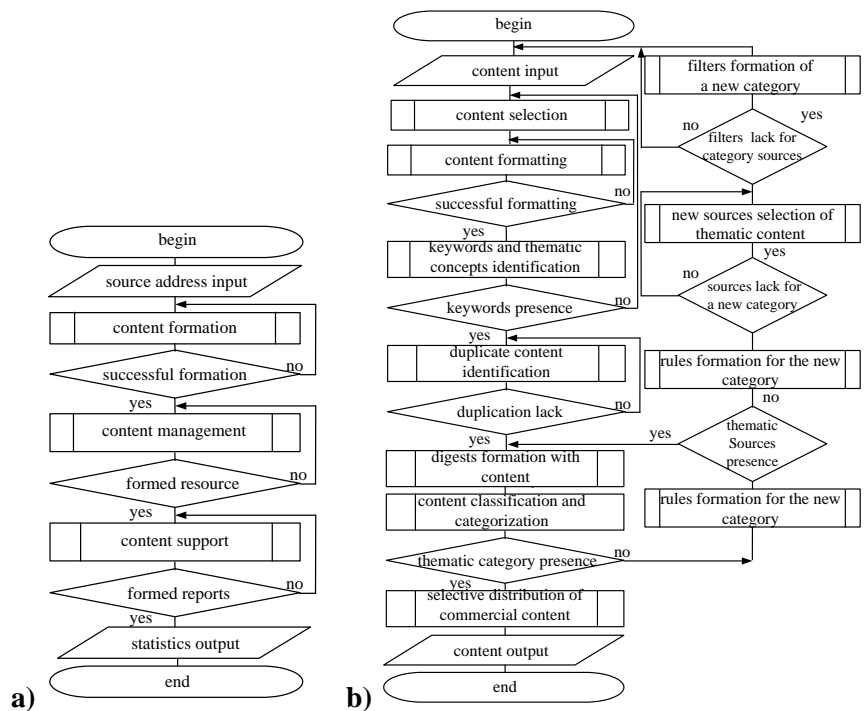 begin
source address input
content formation
successful formation
no
yes
content management
formed resource
no
yes
content support
formed reports
no
yes
statistics output
end
a)
begin
content input
content selection
content formatting
successful formatting
no
yes
keywords and thematic
concepts identification
keywords presence
no
yes
duplicate content
identification
duplication lack
no
yes
digests formation with
content
content classification and
categorization
thematic category presence
no
yes
selective distribution of
commercial content
content output
end
b)
filters formation of
a new category
yes
no
filters lack for
category sources
new sources selection of
thematic content
yes
no
sources lack for
a new category
rules formation for the new
category
no
yes
thematic
Sources
presence
rules formation for the new
category